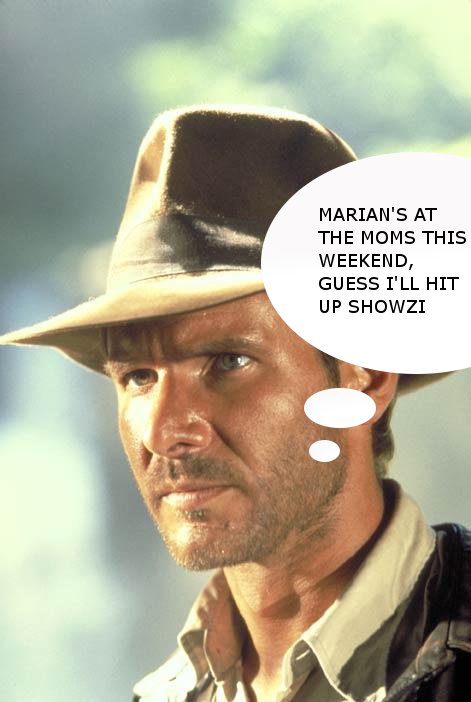 MARIAN'S AT
THE MOMS THIS
WEEKEND,
GUESS I'LL HIT
UP SHOWZI